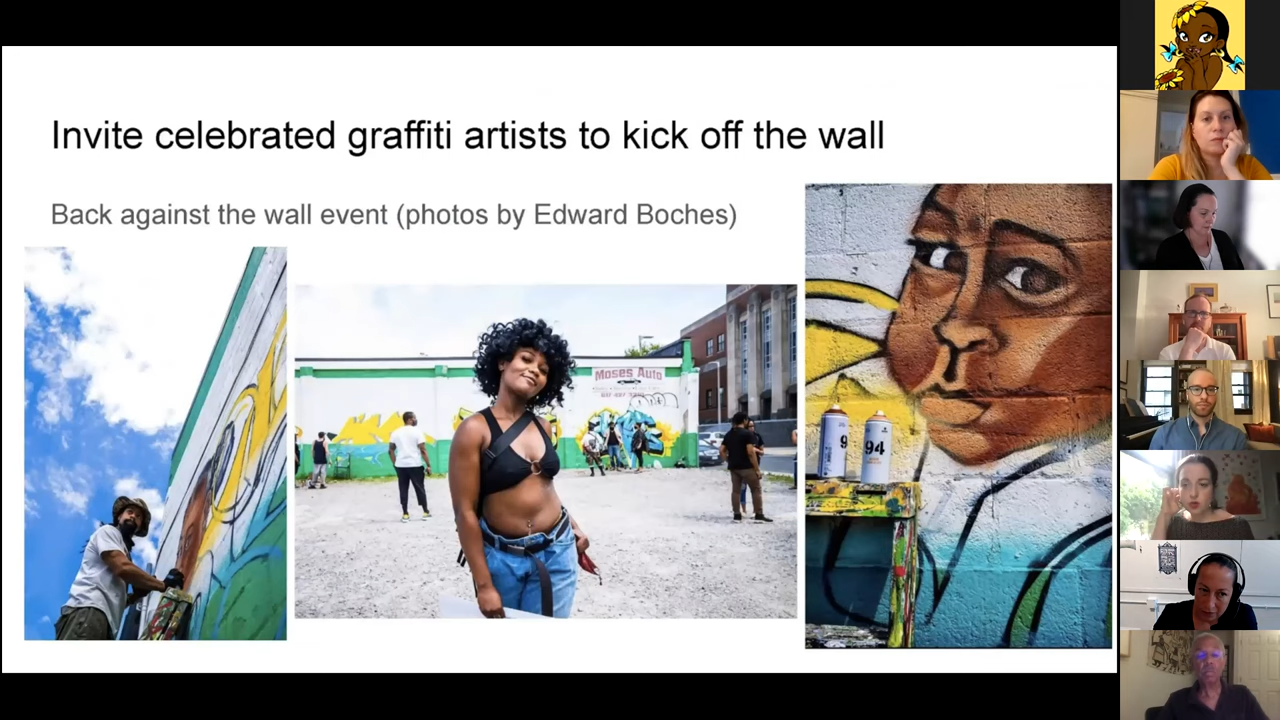 Invite celebrated graffiti artists to kick off the wall
Back against the wall event (photos by Edward Boches)
Moses Auto
94